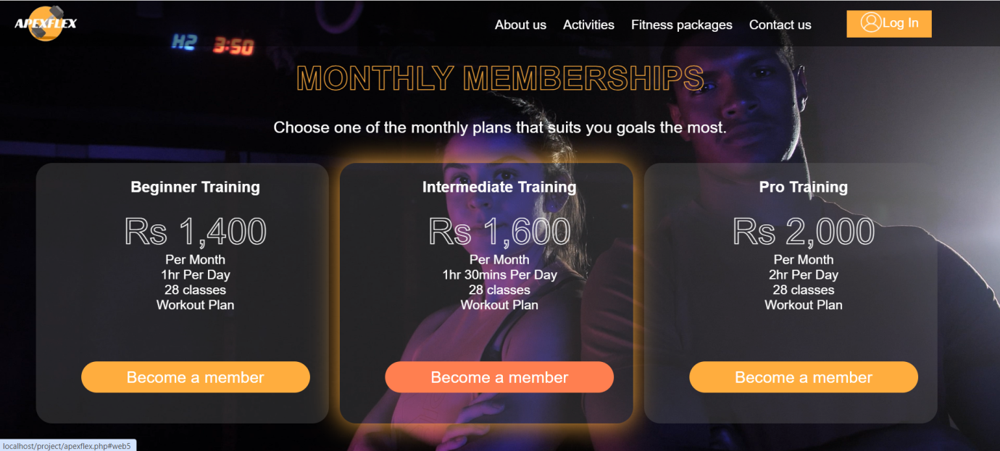 APEXFLEX
About us Activities Fitness packages Contact us Log In
H2 3:50
MONTHLY MEMBERSHIPS
Choose one of the monthly plans that suits you goals the most.
Beginner Training
Rs 1,400
Per Month
1hr Per Day
28 classes
Workout Plan
Become a member
Intermediate Training
Rs 1,600
Per Month
1hr 30mins Per Day
28 classes
Workout Plan
Become a member
Pro Training
Rs 2,000
Per Month
2hr Per Day
28 classes
Workout Plan
Become a member
localhost/project/apexflex.php#web5